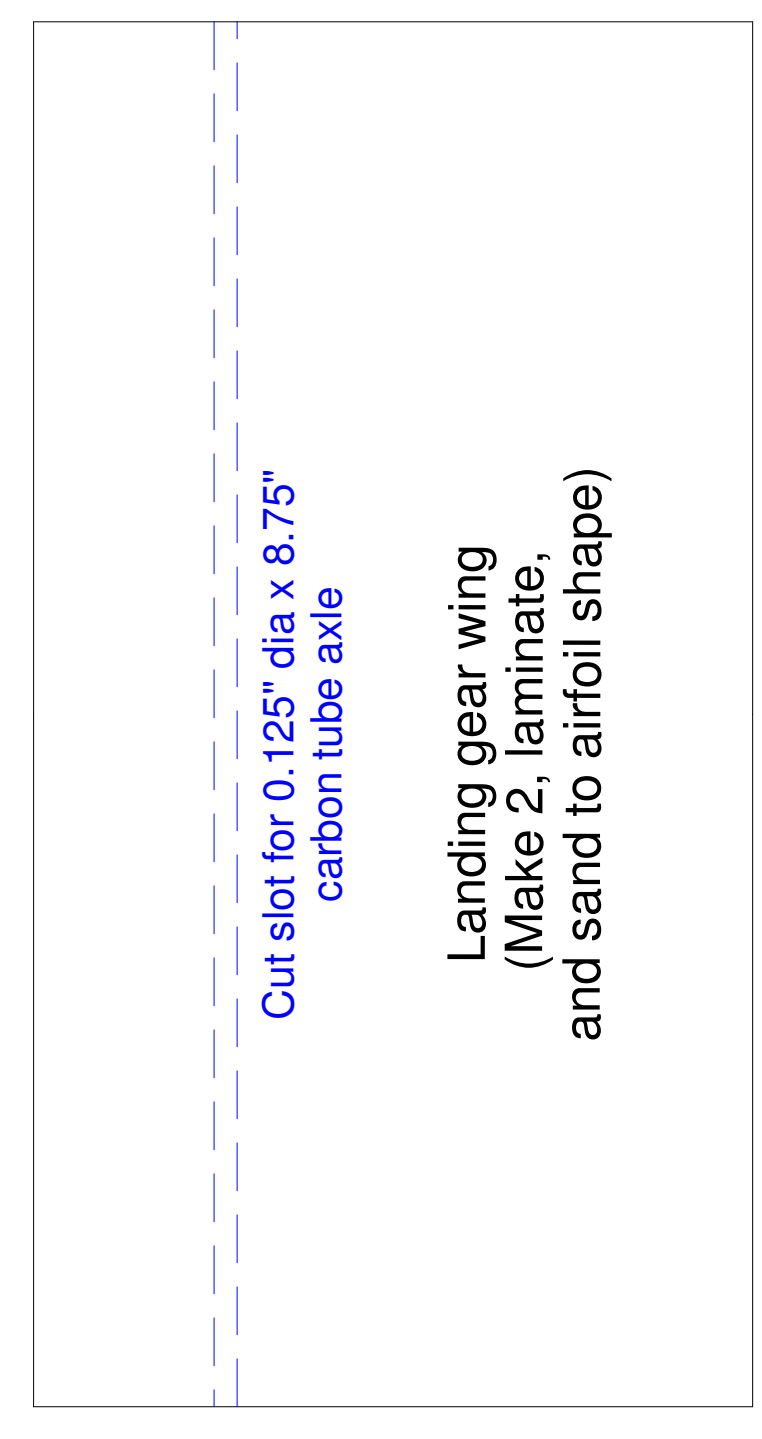 Cut slot for 0.125" dia x 8.75"
carbon tube axle
Landing gear wing
(Make 2, laminate,
and sand to airfoil shape)